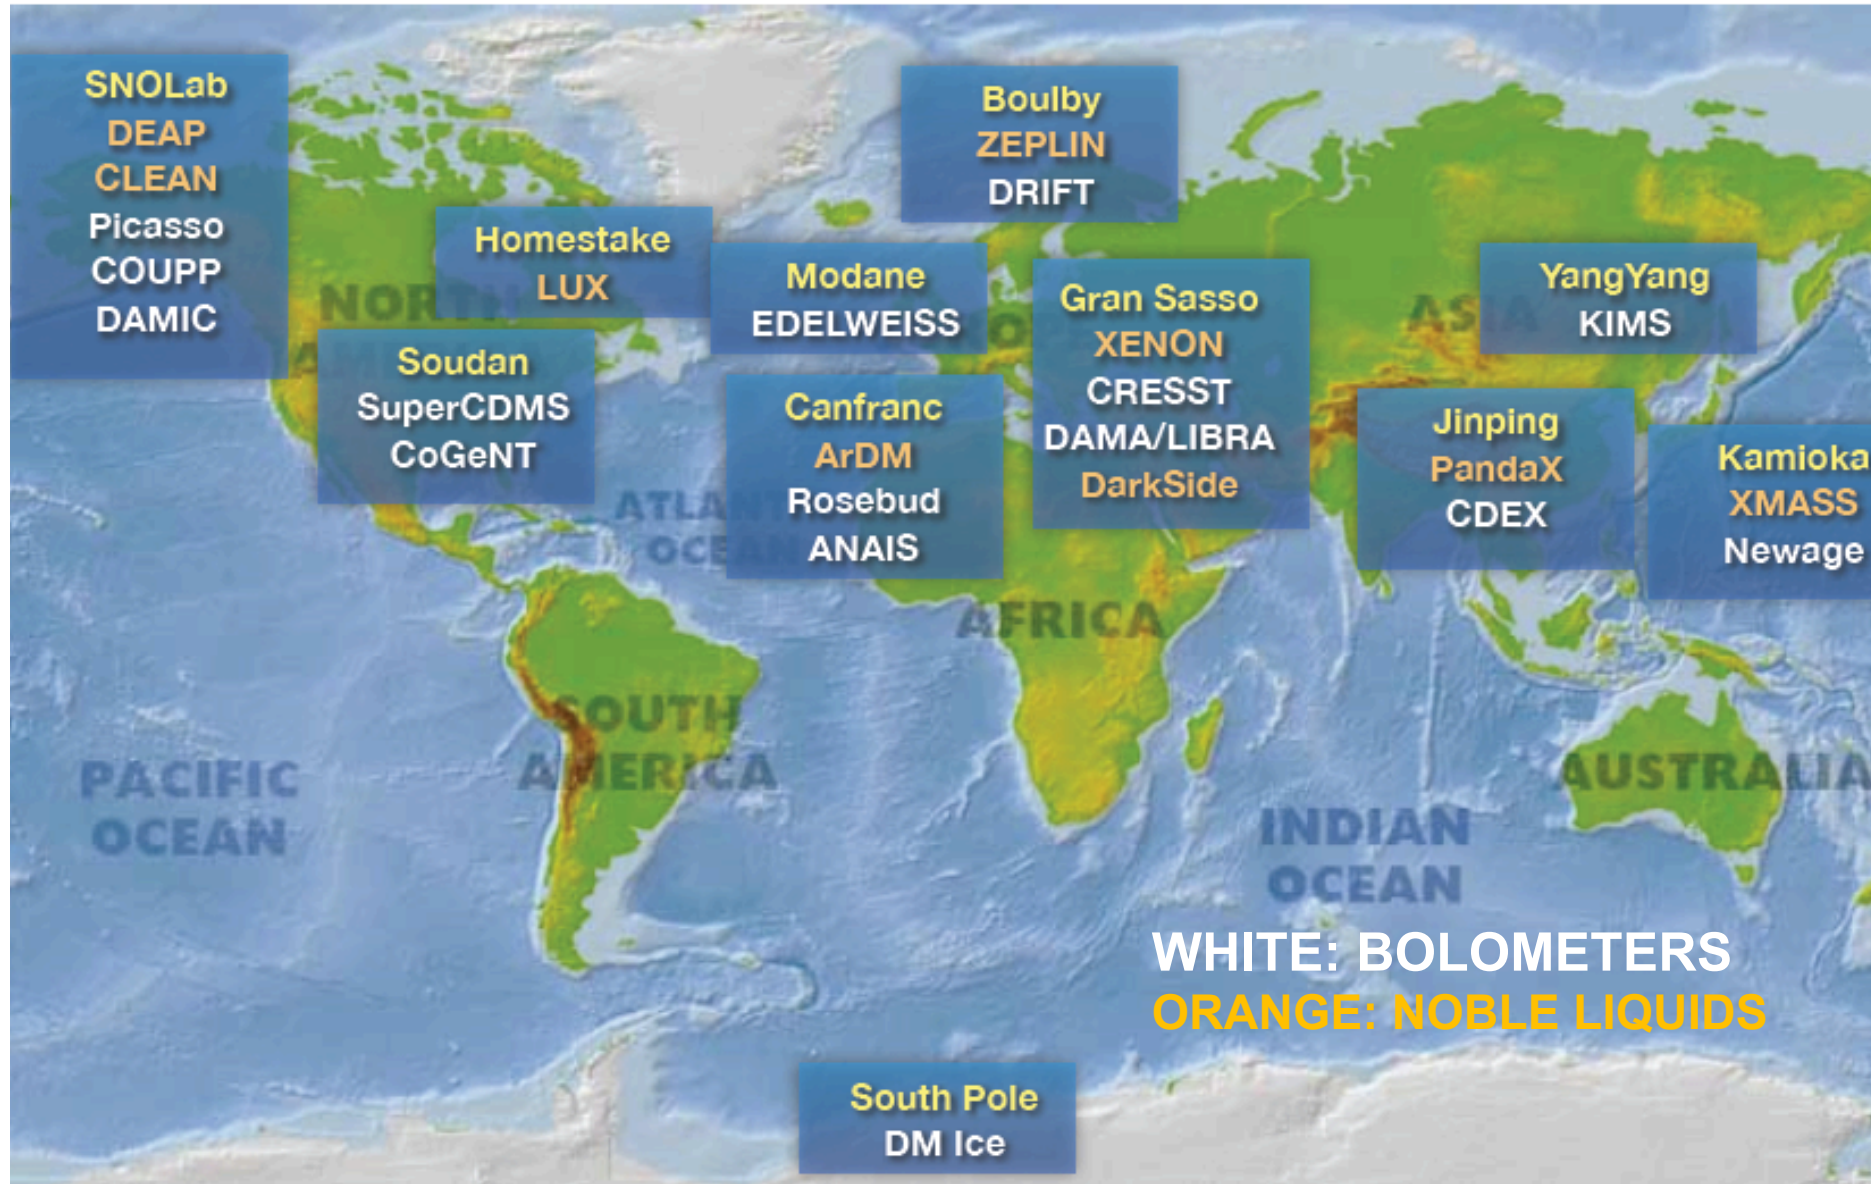 SNOLab
DEAP
CLEAN
Picasso
COUPP
DAMIC
Homestake
LUX
Soudan
SuperCDMS
CoGeNT
Boulby
ZEPLIN
DRIFT
Modane
EDELWEISS
Canfranc
ArDM
Rosebud
ANAIS
Gran Sasso
XENON
CRESST
DAMA/LIBRA
DarkSide
YangYang
KIMS
Jinping
PandaX
CDEX
Kamioka
XMASS
Newage
NORTH
ASIA
AFRICA
SOUTH
AMERICA
PACIFIC
OCEAN
INDIAN
OCEAN
AUSTRALIA
WHITE: BOLOMETERS
ORANGE: NOBLE LIQUIDS
South Pole
DM Ice